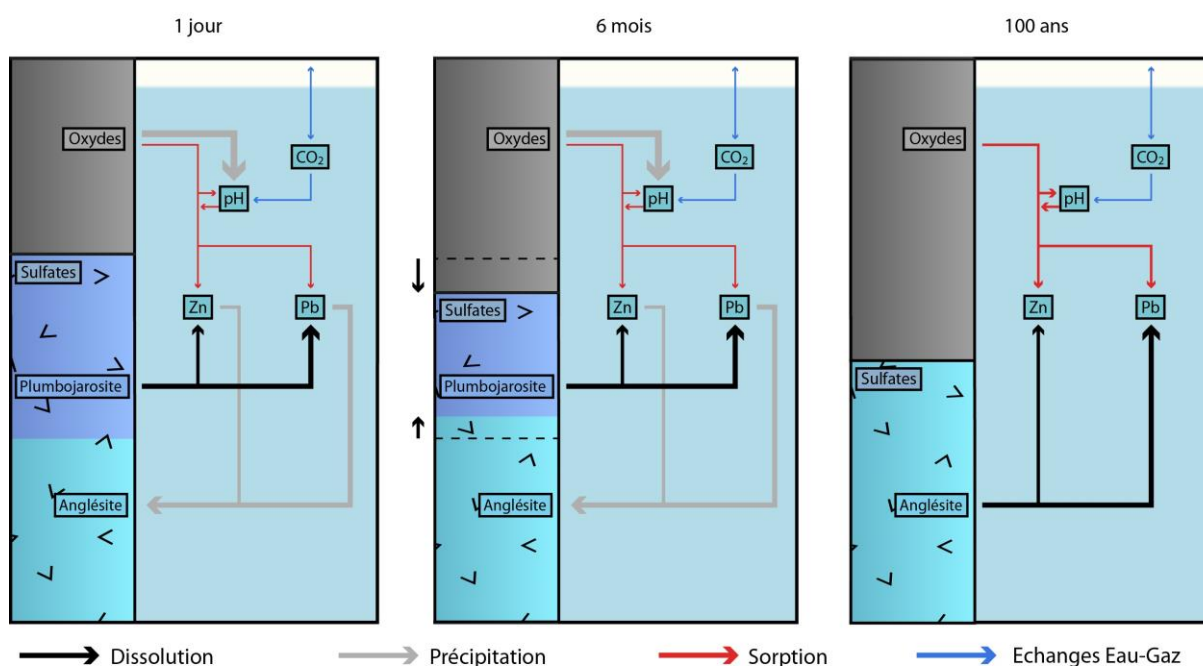 1 jour
6 mois
100 ans
Oxydes
CO₂
pH
Sulfates
Zn
Pb
Plumbojarosite
Anglésite
Oxydes
CO₂
pH
Sulfates
Zn
Pb
Plumbojarosite
Anglésite
Oxydes
CO₂
pH
Zn
Pb
Sulfates
Anglésite
Dissolution
Précipitation
Sorption
Echanges Eau-Gaz